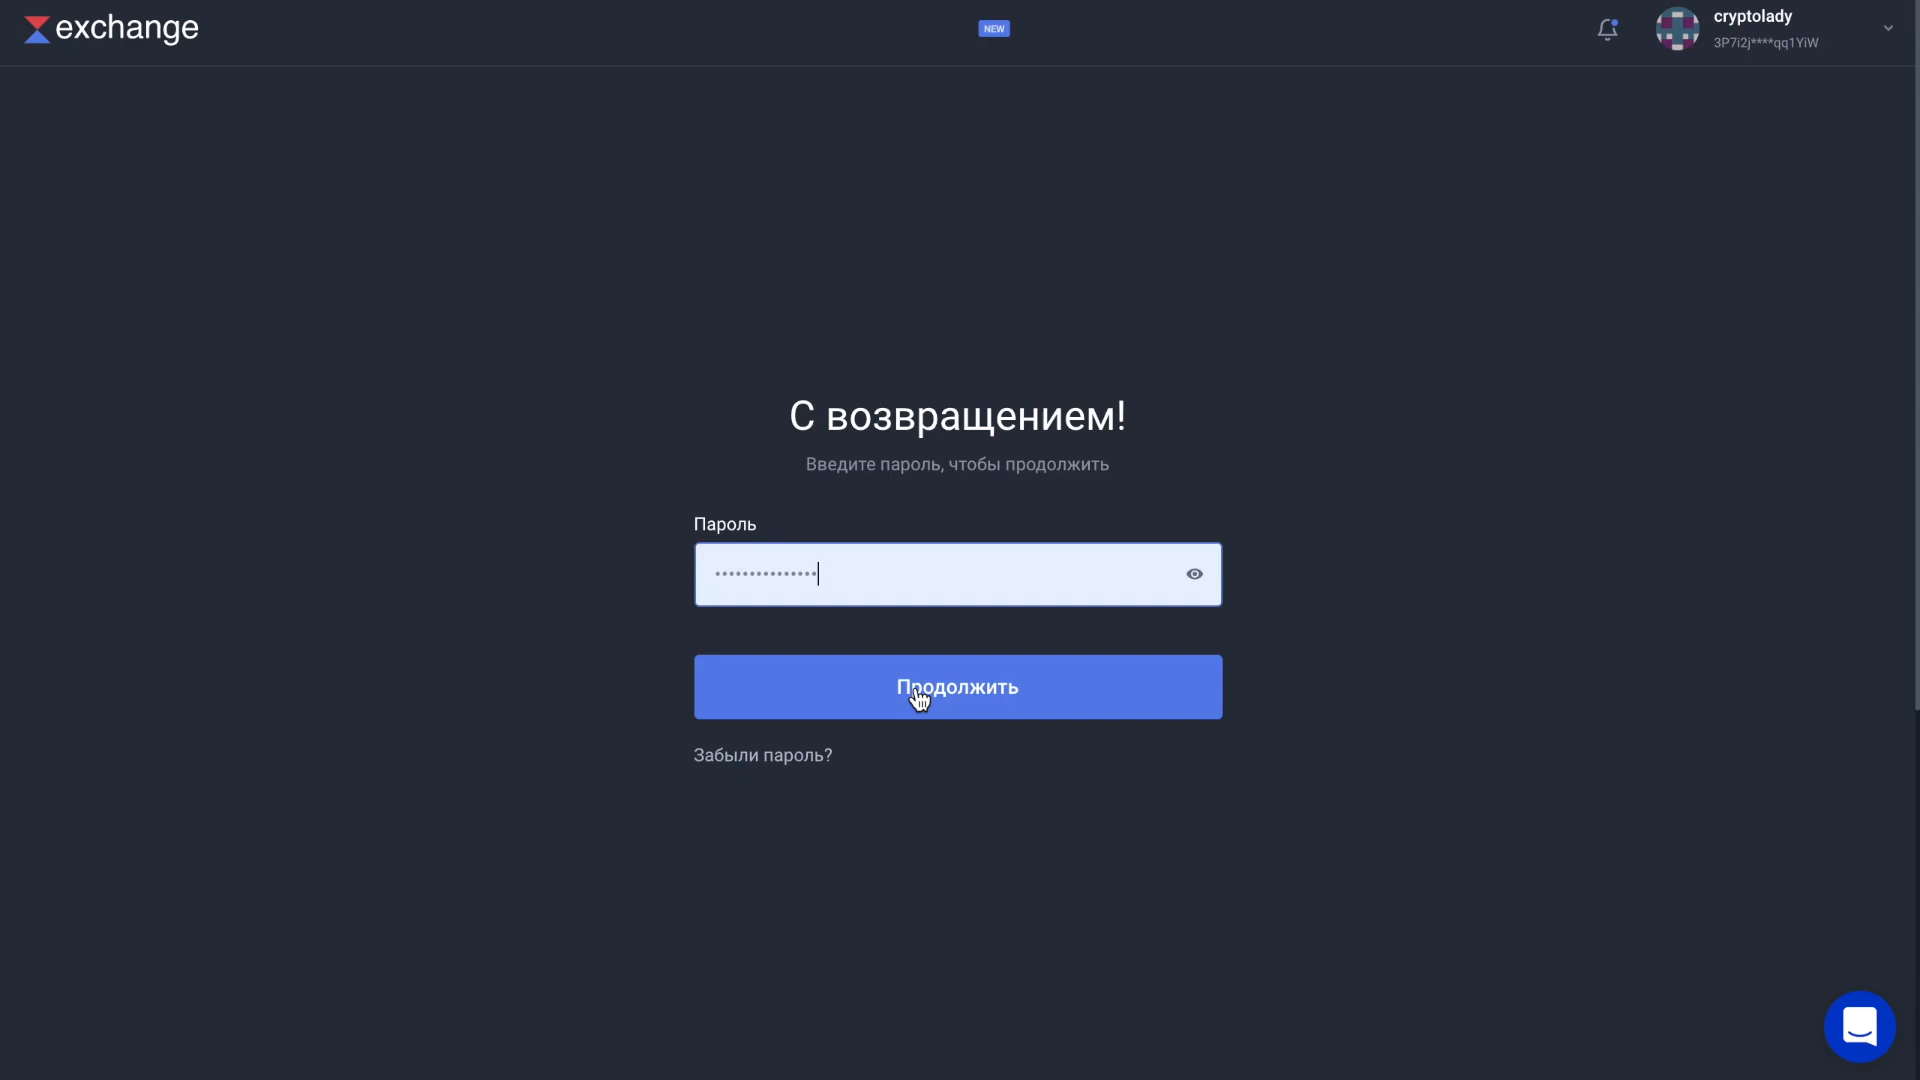 exchange
NEW
cryptolady
3P7i2j****qq1YiW
С возвращением!
Введите пароль, чтобы продолжить
Пароль
Продолжить
Забыли пароль?